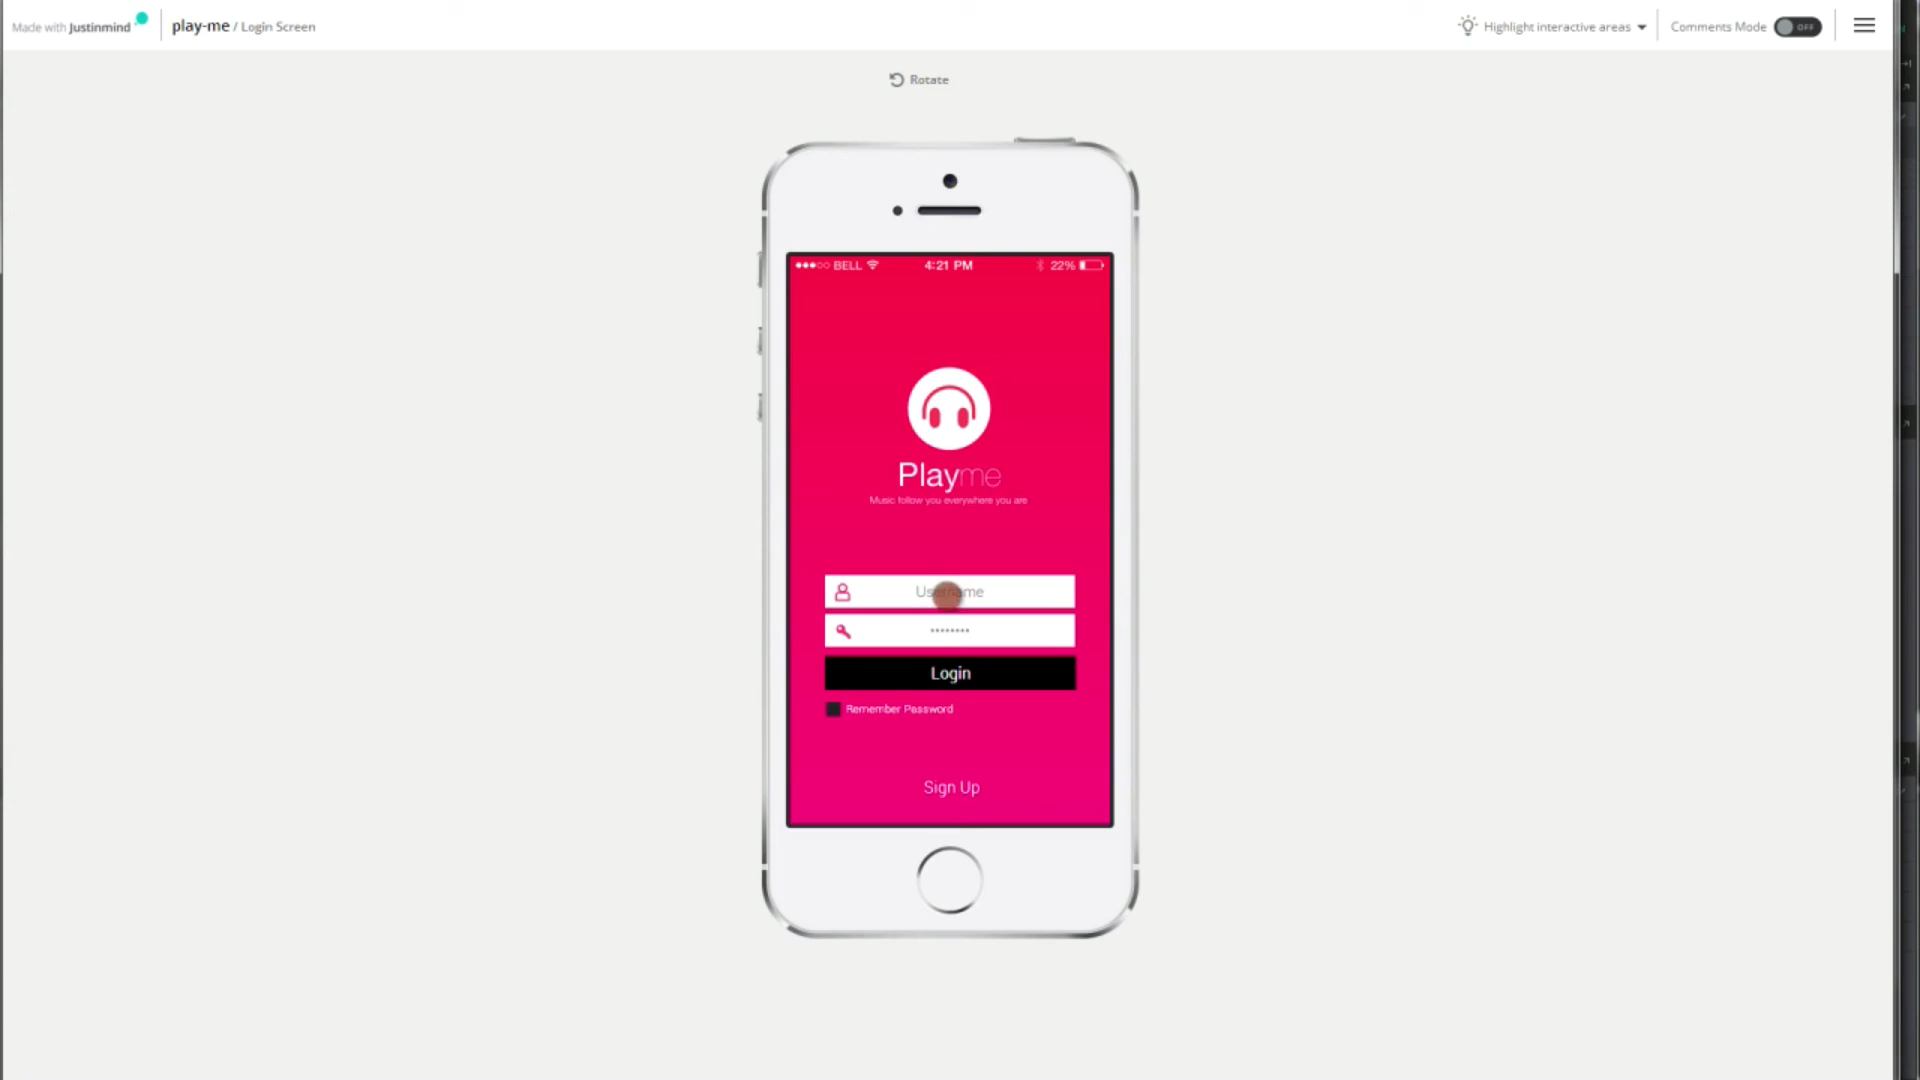 Made with Justinmind
play-me / Login Screen
Highlight interactive areas
Comments Mode OFF
Rotate
BELL 4:21 PM 22%
Playme
Music follow you everywhere you are
Username
••••••••
Login
Remember Password
Sign Up